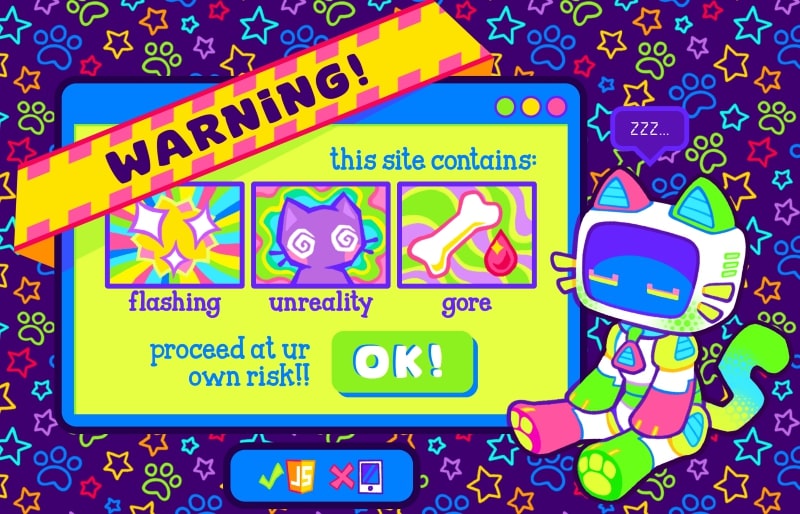 WARNiNG!
this site contains:
flashing
unreality
gore
proceed at ur
own risk!!
OK!
ZZZ...
JS